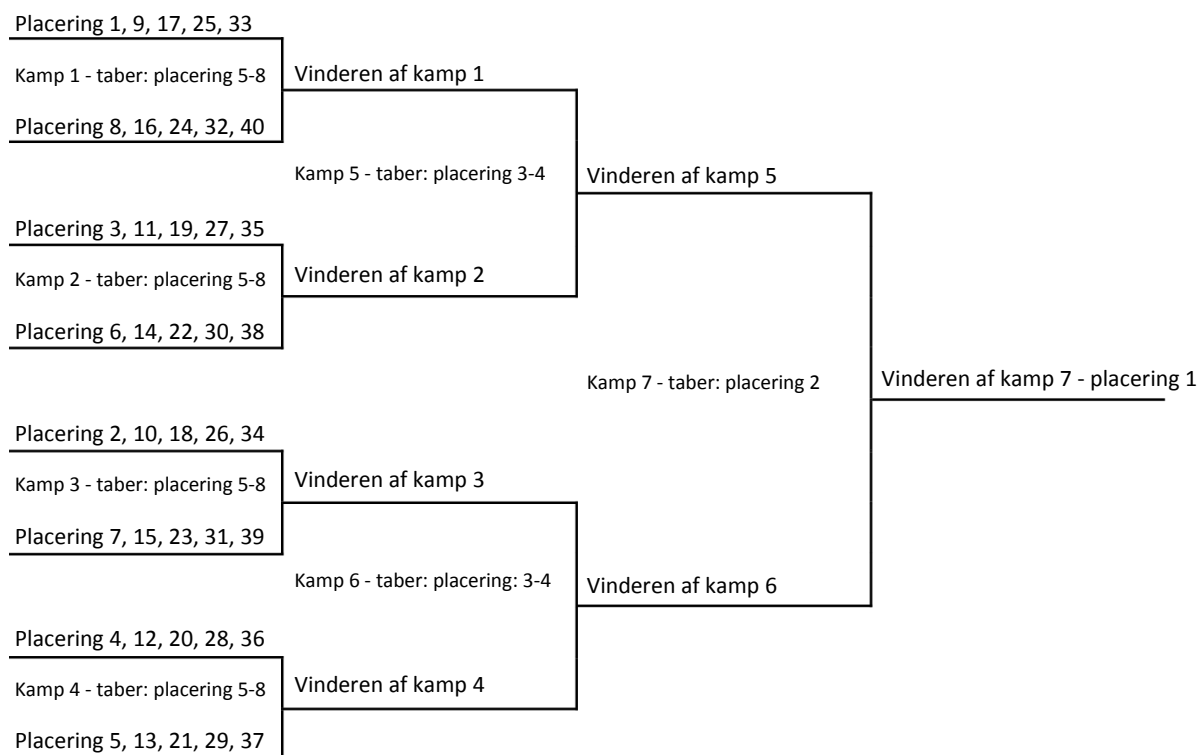 Placering 1, 9, 17, 25, 33
Kamp 1 - taber: placering 5-8
Vinderen af kamp 1
Placering 8, 16, 24, 32, 40
Kamp 5 - taber: placering 3-4
Vinderen af kamp 5
Placering 3, 11, 19, 27, 35
Kamp 2 - taber: placering 5-8
Vinderen af kamp 2
Placering 6, 14, 22, 30, 38
Kamp 7 - taber: placering 2
Vinderen af kamp 7 - placering 1
Placering 2, 10, 18, 26, 34
Kamp 3 - taber: placering 5-8
Vinderen af kamp 3
Placering 7, 15, 23, 31, 39
Kamp 6 - taber: placering: 3-4
Vinderen af kamp 6
Placering 4, 12, 20, 28, 36
Kamp 4 - taber: placering 5-8
Vinderen af kamp 4
Placering 5, 13, 21, 29, 37